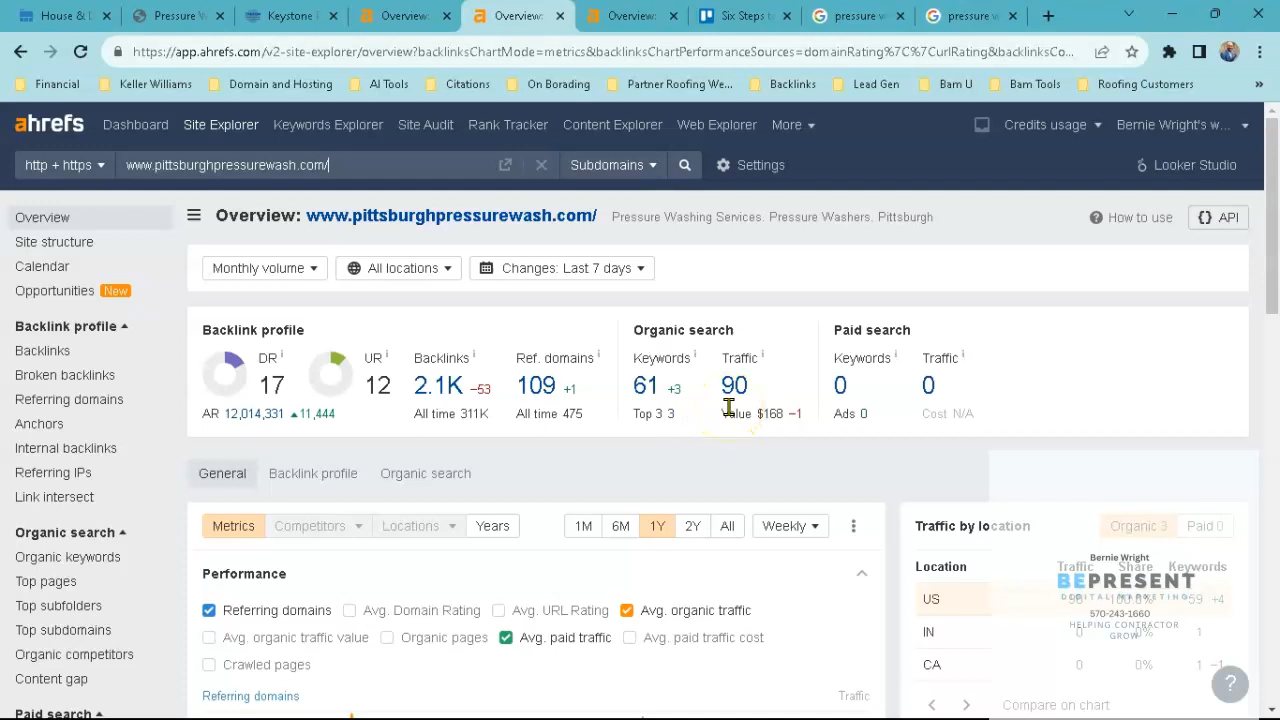 House & I
Pressure W
Keystone P
Overview:
Overview:
Overview:
Six Steps to
pressure w
pressure w
https://app.ahrefs.com/v2-site-explorer/overview?backlinksChartMode=metrics&backlinksChartPerformanceSources=domainRating%7C%7CurlRating&backlinksCo...
Financial
Keller Williams
Domain and Hosting
AI Tools
Citations
On Borading
Partner Roofing We...
Backlinks
Lead Gen
Bam U
Bam Tools
Roofing Customers
»
ahrefs
Dashboard
Site Explorer
Keywords Explorer
Site Audit
Rank Tracker
Content Explorer
Web Explorer
More
Credits usage
Bernie Wright's w...
http + https
www.pittsburghpressurewash.com/
Subdomains
Settings
Looker Studio
Overview
Site structure
Calendar
Opportunities New
Backlink profile
Backlinks
Broken backlinks
Referring domains
Anchors
Internal backlinks
Referring IPs
Link intersect
Organic search
Organic keywords
Top pages
Top subfolders
Top subdomains
Organic competitors
Content gap
Paid search
Overview: www.pittsburghpressurewash.com/
Pressure Washing Services. Pressure Washers. Pittsburgh
How to use
{} API
Monthly volume
All locations
Changes: Last 7 days
Backlink profile
DR i
17
UR i
12
Backlinks i
2.1K −53
Ref. domains i
109 +1
AR 12,014,331 ▲11,444
All time 311K
All time 475
Organic search
Keywords i
61 +3
Traffic i
90
Top 3 3
Value $168 −1
Paid search
Keywords i
0
Traffic i
0
Ads 0
Cost N/A
General
Backlink profile
Organic search
Metrics
Competitors
Locations
Years
1M
6M
1Y
2Y
All
Weekly
Performance
Referring domains
Avg. Domain Rating
Avg. URL Rating
Avg. organic traffic
Avg. organic traffic value
Organic pages
Avg. paid traffic
Avg. paid traffic cost
Crawled pages
Referring domains
Traffic
Traffic by location
Organic 3
Paid 0
Location
Traffic
Share
Keywords
US
100.0%
59 +4
IN
0
0%
1
CA
0
0%
1 −1
Compare on chart
Bernie Wright
BEPRESENT
DIGITAL MARKETING
570-243-1660
HELPING CONTRACTOR
GROW
?